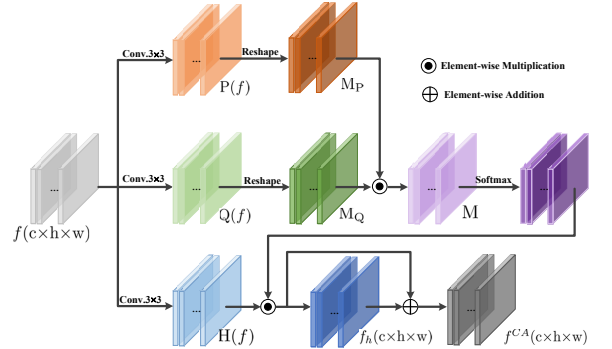 Conv.3×3
...
P(f)
Reshape
...
M_P
Element-wise Multiplication
Element-wise Addition
...
f(c×h×w)
Conv.3×3
...
Q(f)
Reshape
...
M_Q
...
M
Softmax
...
Conv.3×3
...
H(f)
...
f_h(c×h×w)
...
f^{CA}(c×h×w)